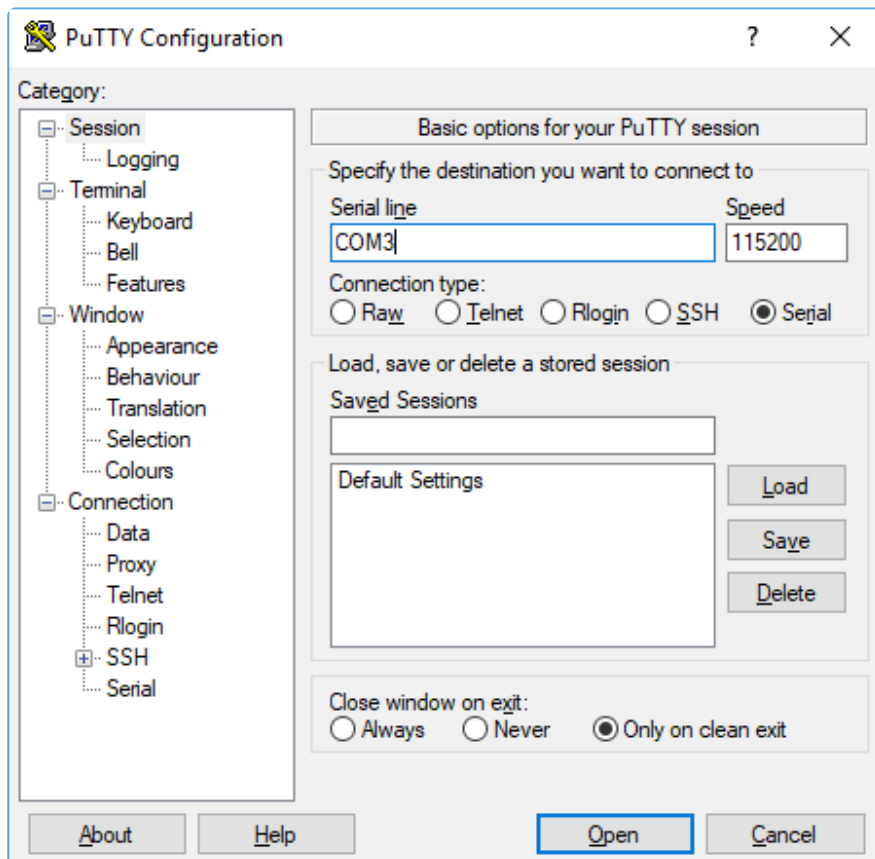 PuTTY Configuration
Category:
Session
Logging
Terminal
Keyboard
Bell
Features
Window
Appearance
Behaviour
Translation
Selection
Colours
Connection
Data
Proxy
Telnet
Rlogin
SSH
Serial
Basic options for your PuTTY session
Specify the destination you want to connect to
Serial line Speed
COM3 115200
Connection type:
Raw Telnet Rlogin SSH Serial
Load, save or delete a stored session
Saved Sessions
Default Settings
Load
Save
Delete
Close window on exit:
Always Never Only on clean exit
About Help Open Cancel